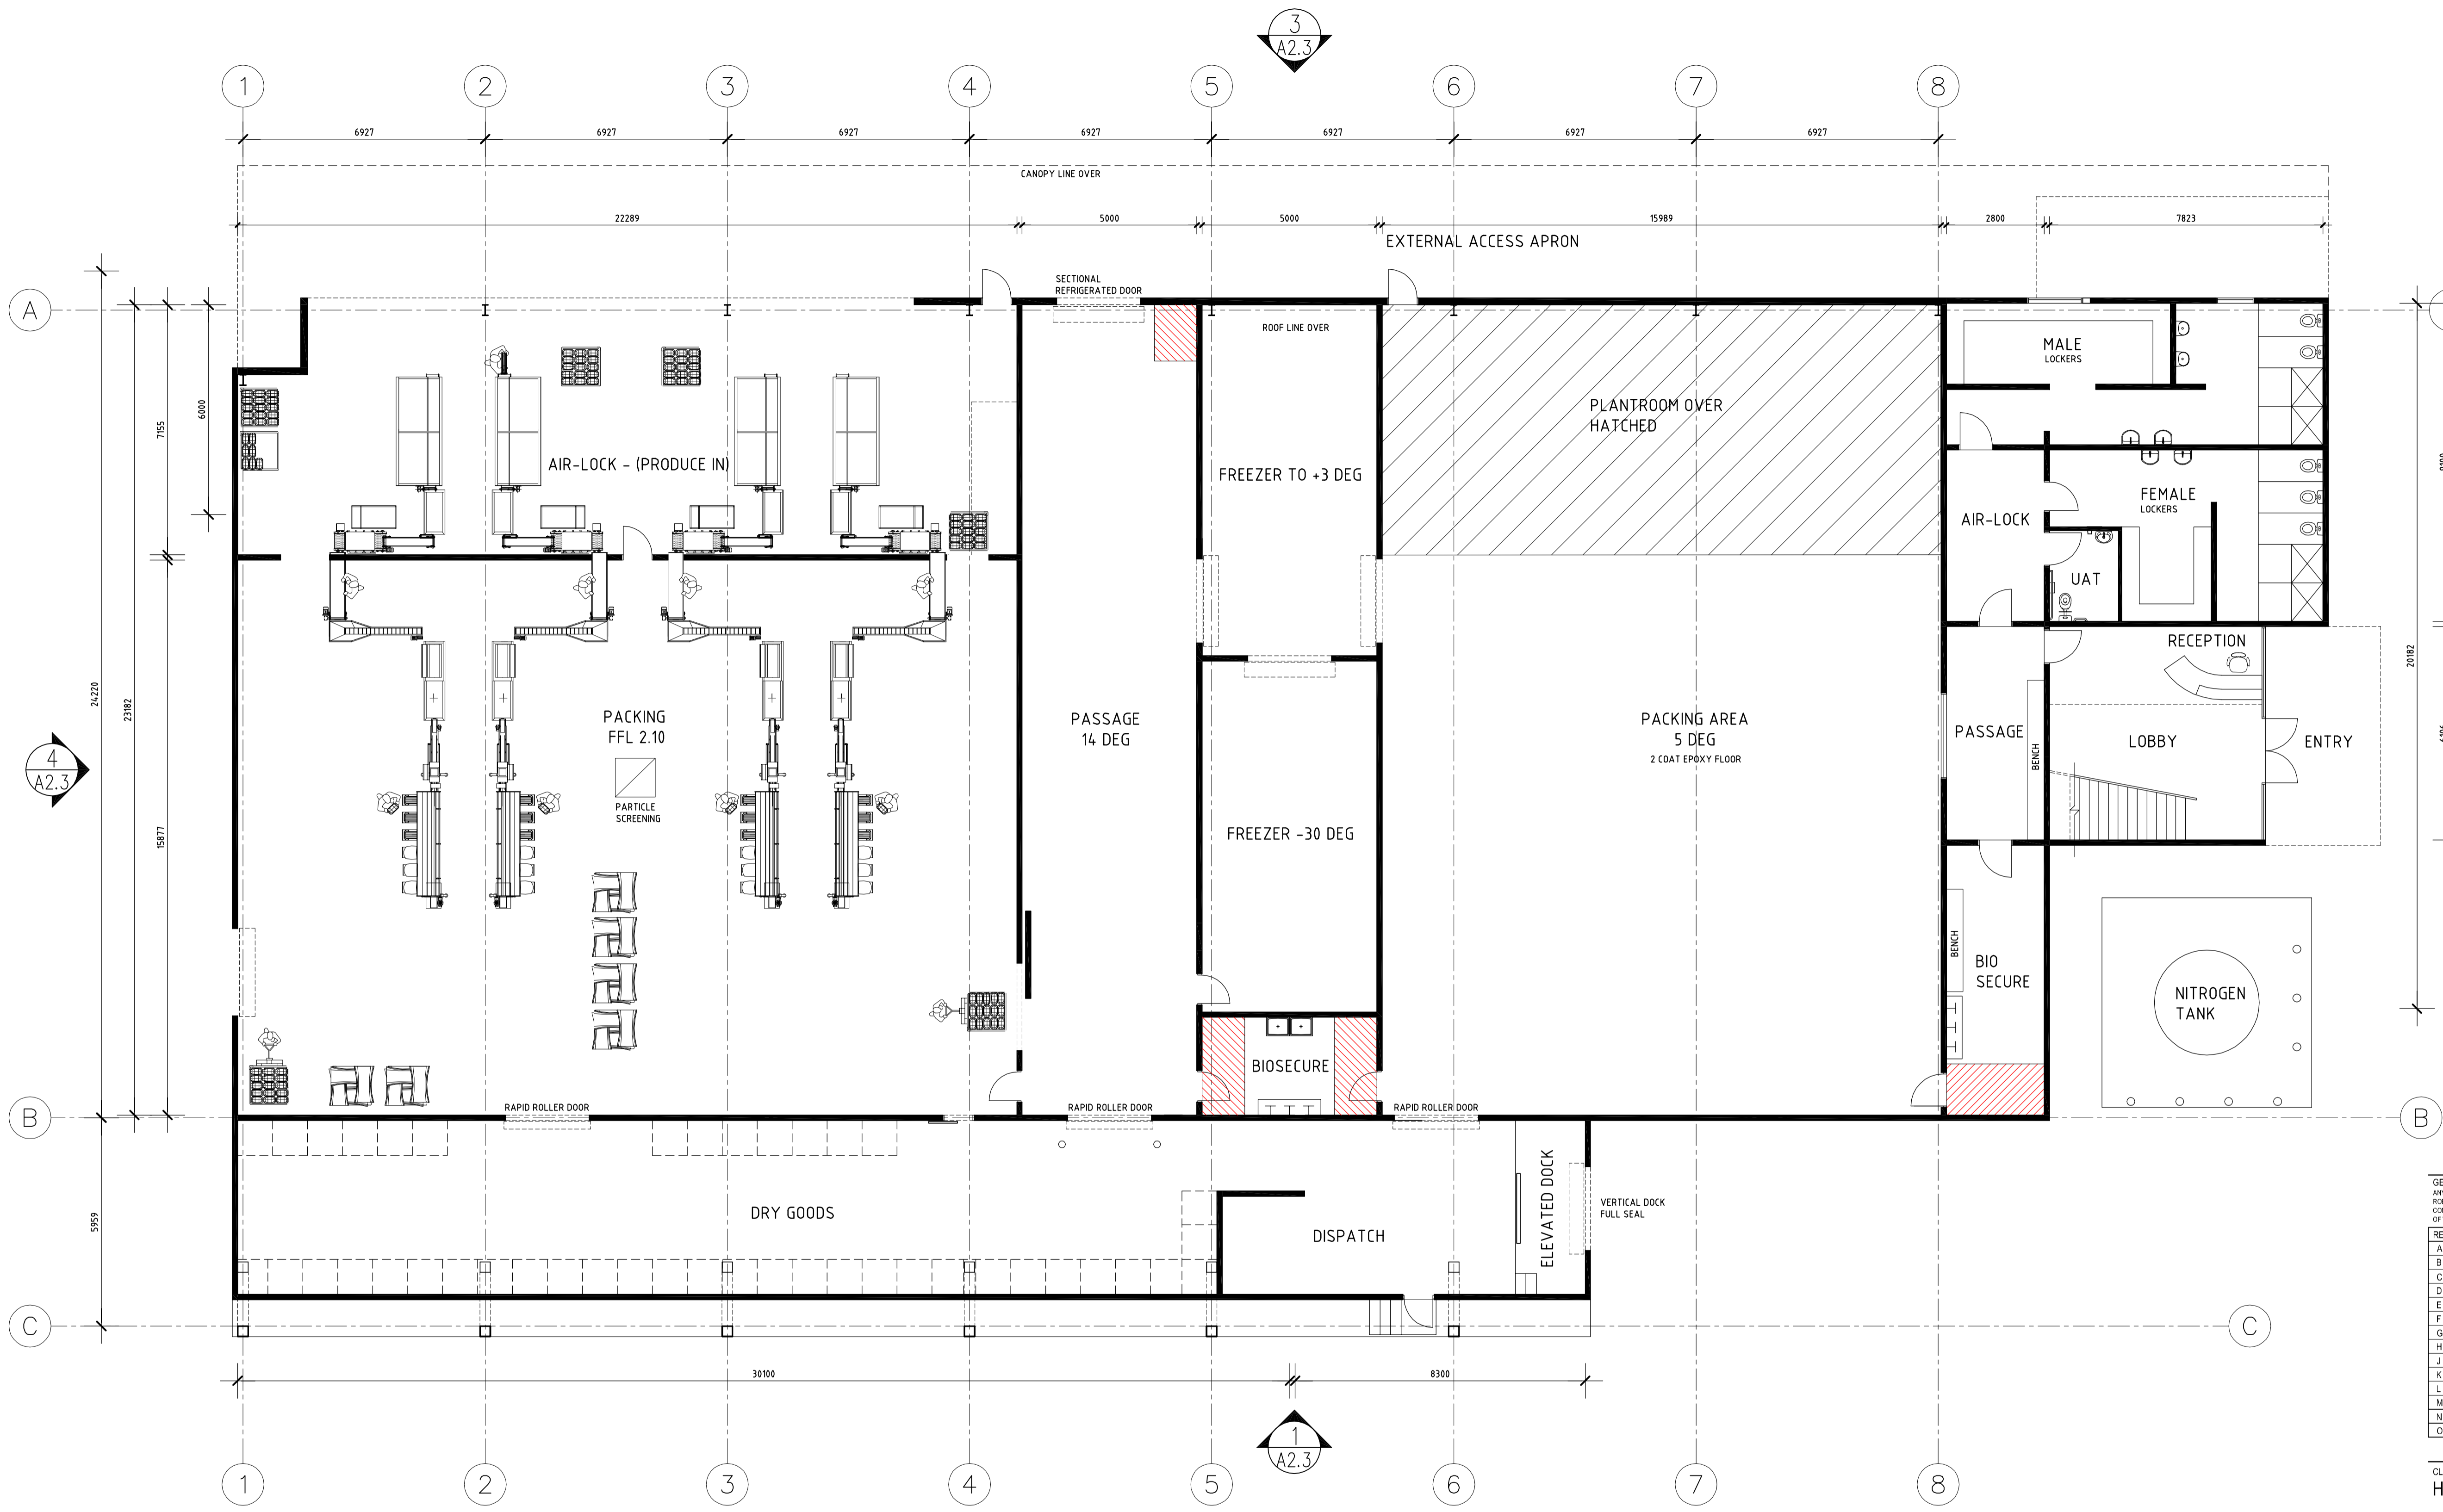 3
A2.3
1 2 3 4 5 6 7 8
6927 6927 6927 6927 6927 6927 6927
CANOPY LINE OVER
22289 5000 5000 15989 2800 7823
EXTERNAL ACCESS APRON
SECTIONAL
REFRIGERATED DOOR
A
ROOF LINE OVER
MALE
LOCKERS
6000
7155
PLANTROOM OVER
HATCHED
AIR-LOCK - (PRODUCE IN)
FREEZER TO +3 DEG
FEMALE
LOCKERS
AIR-LOCK
UAT
RECEPTION
24220
23182
20182
PACKING
FFL 2.10
PASSAGE
14 DEG
PACKING AREA
5 DEG
2 COAT EPOXY FLOOR
PASSAGE
BENCH
LOBBY
ENTRY
4
A2.3
PARTICLE
SCREENING
15877
FREEZER -30 DEG
BENCH
BIO
SECURE
NITROGEN
TANK
BIOSECURE
RAPID ROLLER DOOR
RAPID ROLLER DOOR
RAPID ROLLER DOOR
B
B
5959
DRY GOODS
DISPATCH
ELEVATED DOCK
VERTICAL DOCK
FULL SEAL
GE
RE
A
B
C
D
E
F
G
H
J
K
L
M
N
O
C
C
30100 8300
1
A2.3
1 2 3 4 5 6 7 8
CL
H